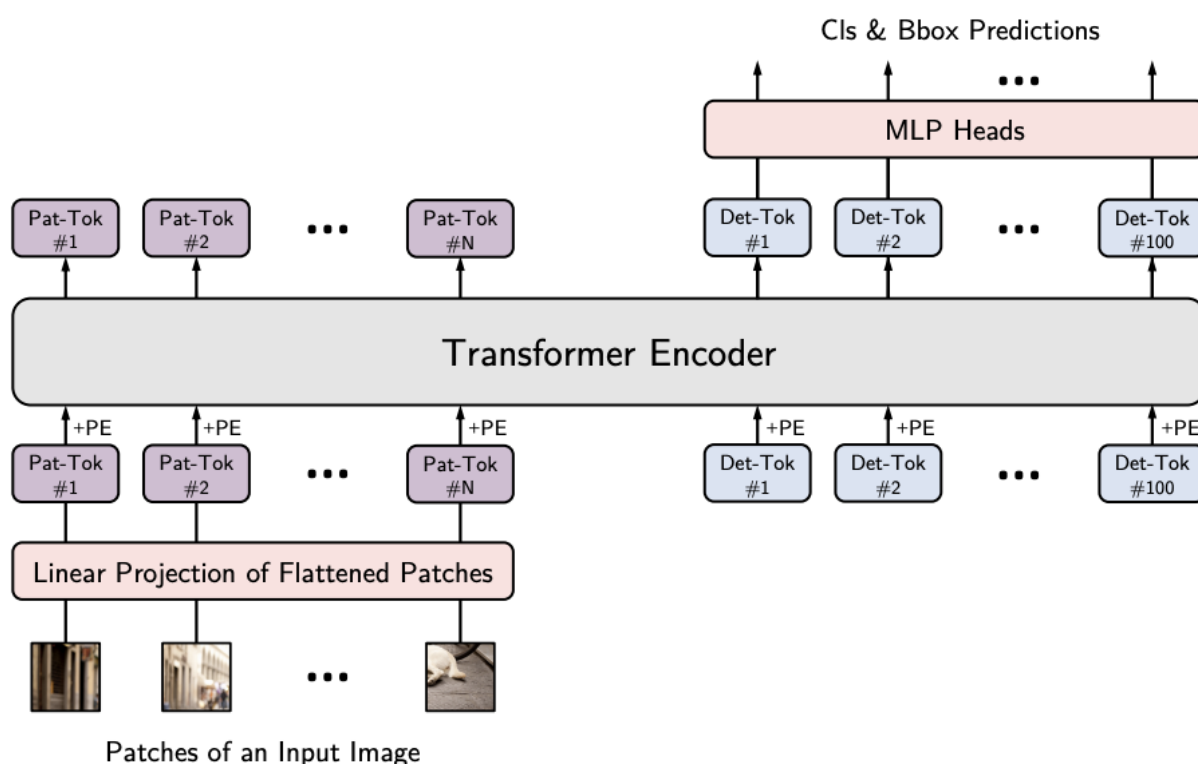 Cls & Bbox Predictions
MLP Heads
Pat-Tok
#1
Pat-Tok
#2
Pat-Tok
#N
Det-Tok
#1
Det-Tok
#2
Det-Tok
#100
Transformer Encoder
+PE
+PE
+PE
+PE
+PE
+PE
Pat-Tok
#1
Pat-Tok
#2
Pat-Tok
#N
Det-Tok
#1
Det-Tok
#2
Det-Tok
#100
Linear Projection of Flattened Patches
Patches of an Input Image